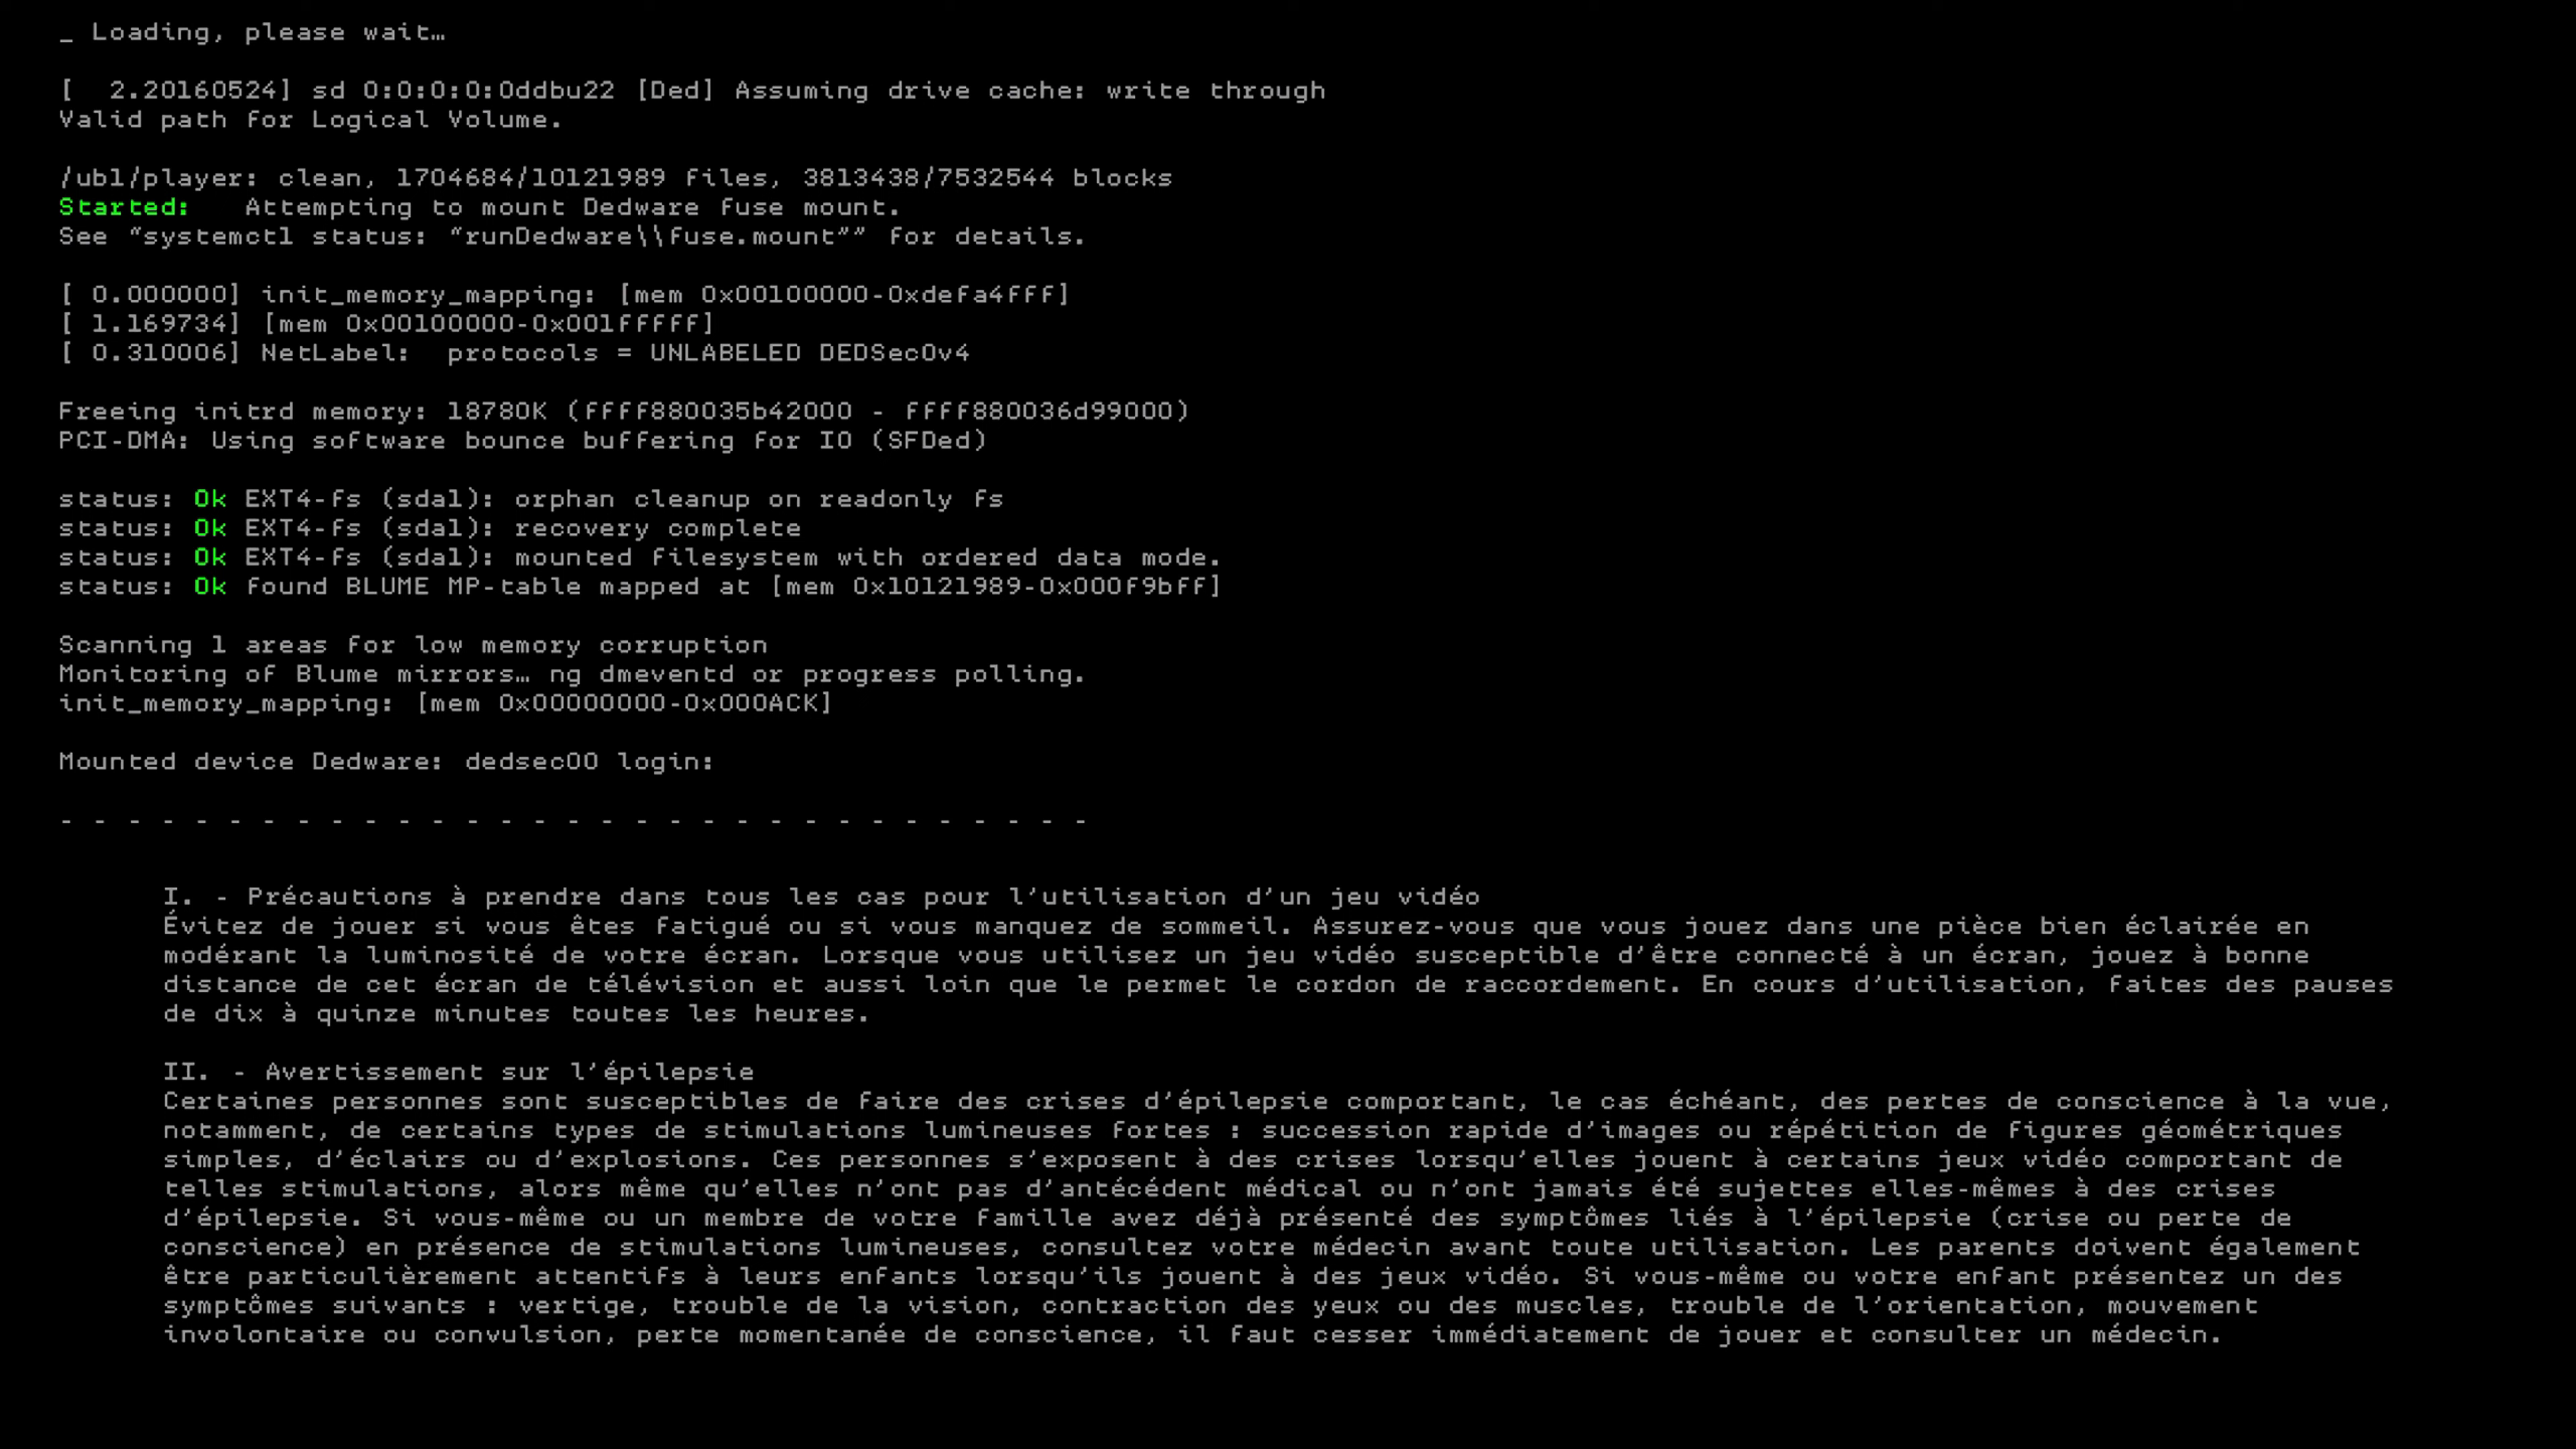 _ Loading, please wait…
[  2.20160524] sd 0:0:0:0:0ddbu22 [Ded] Assuming drive cache: write through
Valid path for Logical Volume.
/ubl/player: clean, 1704684/10121989 files, 3813438/7532544 blocks
Started:   Attempting to mount Dedware fuse mount.
See “systemctl status: “runDedware\\fuse.mount”” for details.
[ 0.000000] init_memory_mapping: [mem 0x00100000-0xdefa4fff]
[ 1.169734] [mem 0x00100000-0x001fffff]
[ 0.310006] NetLabel:  protocols = UNLABELED DEDSec0v4
Freeing initrd memory: 18780K (ffff880035b42000 - ffff880036d99000)
PCI-DMA: Using software bounce buffering for IO (SFDed)
status: Ok EXT4-fs (sda1): orphan cleanup on readonly fs
status: Ok EXT4-fs (sda1): recovery complete
status: Ok EXT4-fs (sda1): mounted filesystem with ordered data mode.
status: Ok found BLUME MP-table mapped at [mem 0x10121989-0x000f9bff]
Scanning 1 areas for low memory corruption
Monitoring of Blume mirrors… ng dmeventd or progress polling.
init_memory_mapping: [mem 0x00000000-0x000ACK]
Mounted device Dedware: dedsec00 login:
- - - - - - - - - - - - - - - - - - - - - - - - - - - - - - -
I. - Précautions à prendre dans tous les cas pour l’utilisation d’un jeu vidéo
Évitez de jouer si vous êtes fatigué ou si vous manquez de sommeil. Assurez-vous que vous jouez dans une pièce bien éclairée en
modérant la luminosité de votre écran. Lorsque vous utilisez un jeu vidéo susceptible d’être connecté à un écran, jouez à bonne
distance de cet écran de télévision et aussi loin que le permet le cordon de raccordement. En cours d’utilisation, faites des pauses
de dix à quinze minutes toutes les heures.
II. - Avertissement sur l’épilepsie
Certaines personnes sont susceptibles de faire des crises d’épilepsie comportant, le cas échéant, des pertes de conscience à la vue,
notamment, de certains types de stimulations lumineuses fortes : succession rapide d’images ou répétition de figures géométriques
simples, d’éclairs ou d’explosions. Ces personnes s’exposent à des crises lorsqu’elles jouent à certains jeux vidéo comportant de
telles stimulations, alors même qu’elles n’ont pas d’antécédent médical ou n’ont jamais été sujettes elles-mêmes à des crises
d’épilepsie. Si vous-même ou un membre de votre famille avez déjà présenté des symptômes liés à l’épilepsie (crise ou perte de
conscience) en présence de stimulations lumineuses, consultez votre médecin avant toute utilisation. Les parents doivent également
être particulièrement attentifs à leurs enfants lorsqu’ils jouent à des jeux vidéo. Si vous-même ou votre enfant présentez un des
symptômes suivants : vertige, trouble de la vision, contraction des yeux ou des muscles, trouble de l’orientation, mouvement
involontaire ou convulsion, perte momentanée de conscience, il faut cesser immédiatement de jouer et consulter un médecin.